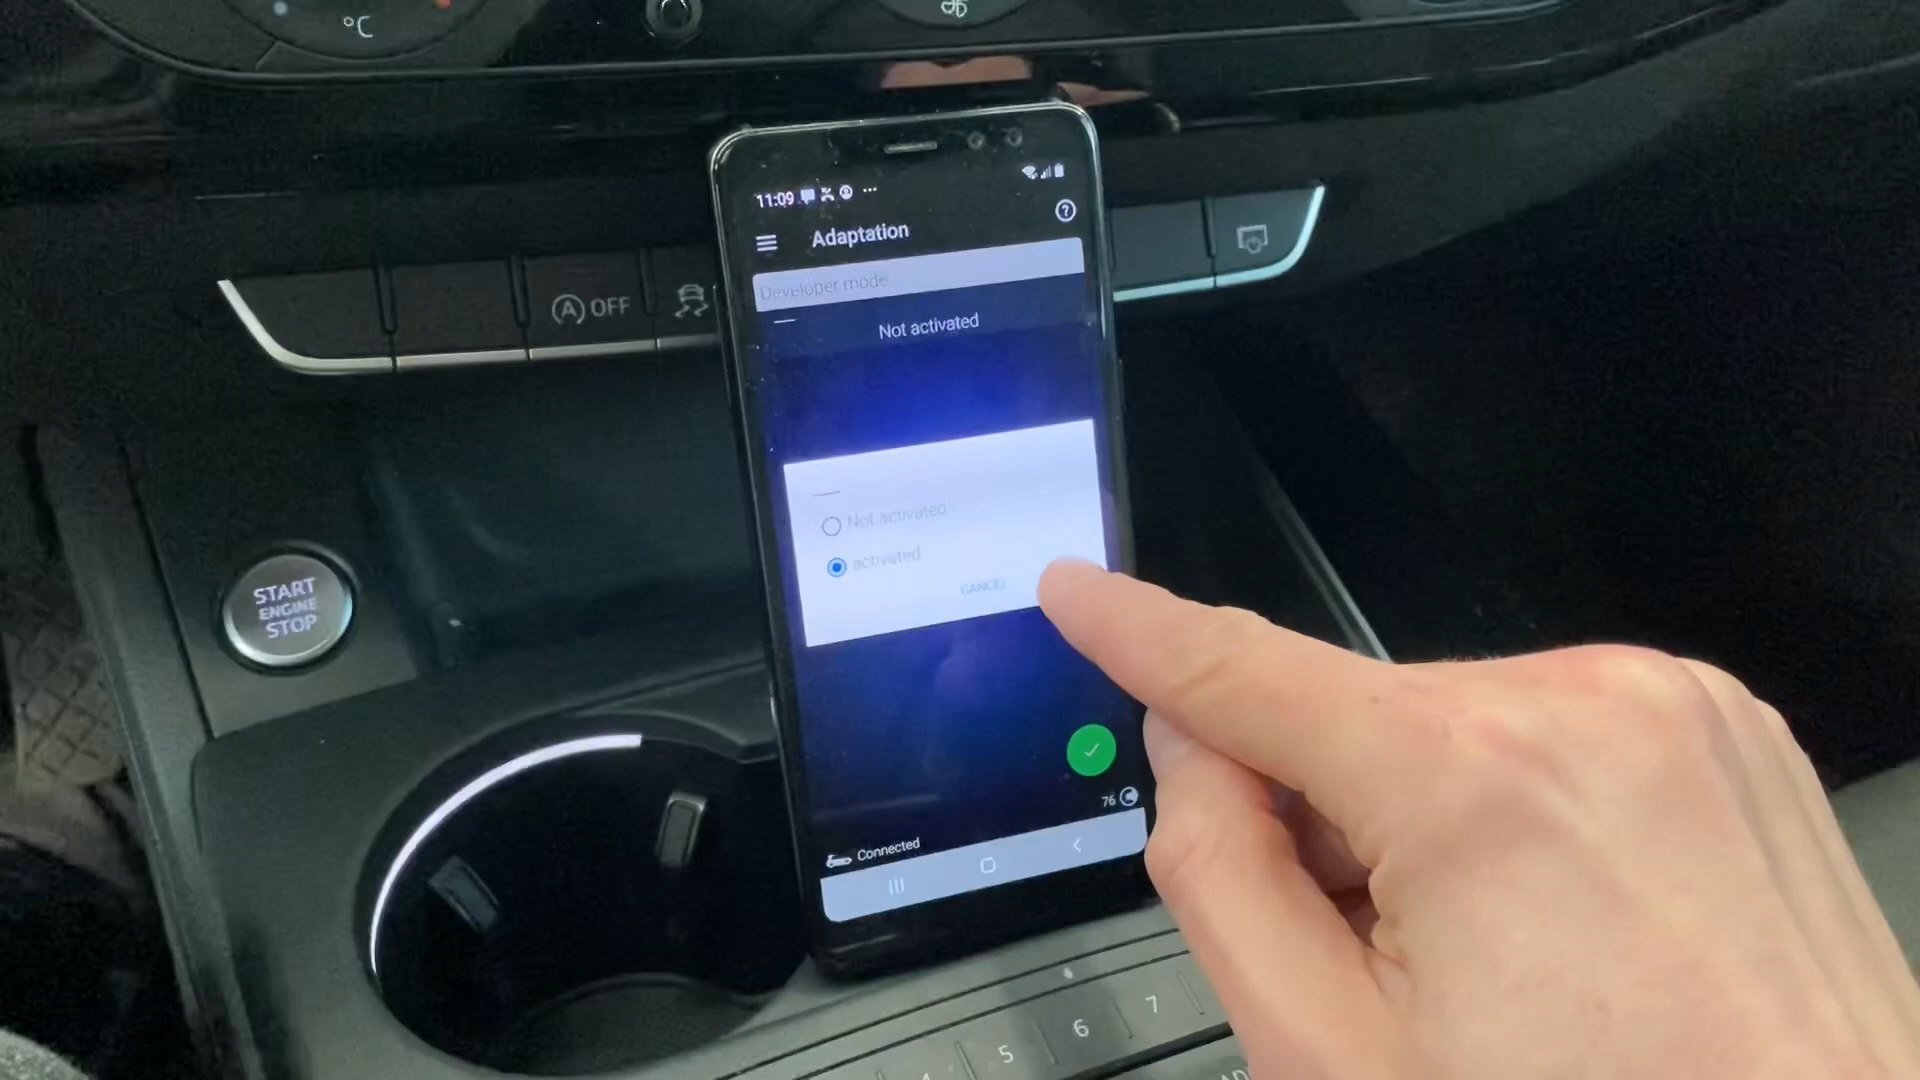 °C
11:09
Adaptation
Developer mode
Not activated
OFF
Not activated
activated
CANCEL
START
ENGINE
STOP
76
Connected
5 6 7